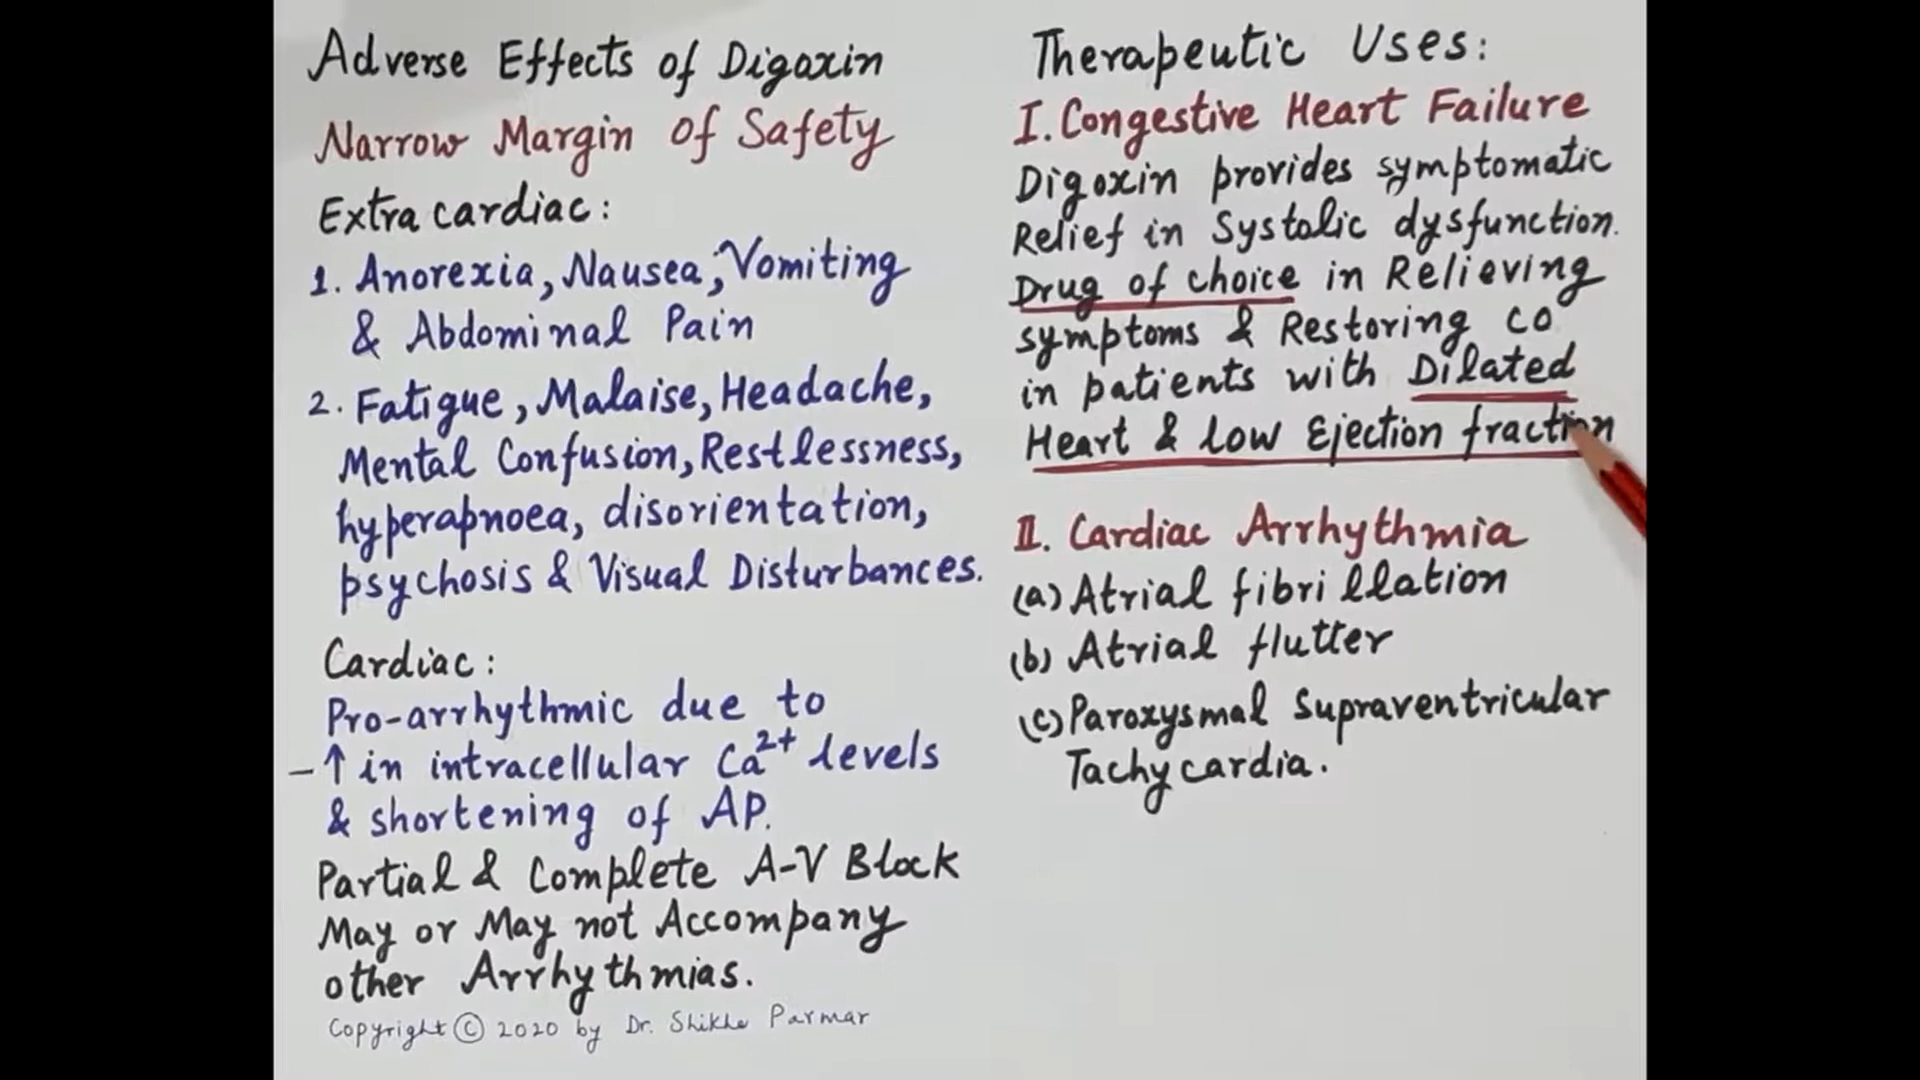 Adverse Effects of Digoxin
Narrow Margin of Safety
Extracardiac:
1. Anorexia, Nausea, Vomiting
& Abdominal Pain
2. Fatigue, Malaise, Headache,
Mental Confusion, Restlessness,
hyperapnoea, disorientation,
psychosis & Visual Disturbances.
Cardiac:
Pro-arrhythmic due to
- ↑ in intracellular Ca²⁺ levels
& shortening of AP.
Partial & Complete A-V Block
May or May not Accompany
other Arrhythmias.
Copyright © 2020 by Dr. Shikha Parmar
Therapeutic Uses:
I. Congestive Heart Failure
Digoxin provides symptomatic
Relief in Systolic dysfunction.
Drug of choice in Relieving
symptoms & Restoring CO
in patients with Dilated
Heart & low Ejection fraction
II. Cardiac Arrhythmia
(a) Atrial fibrillation
(b) Atrial flutter
(c) Paroxysmal Supraventricular
Tachycardia.